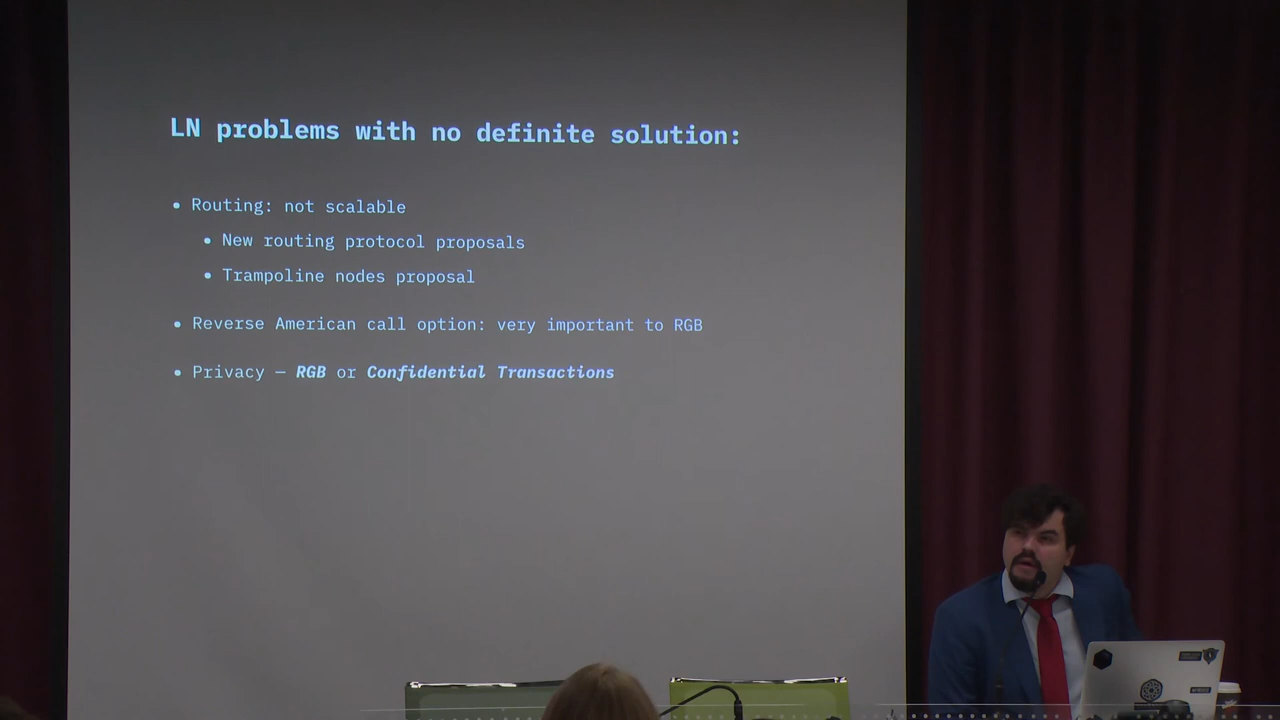 LN problems with no definite solution:
• Routing: not scalable
• New routing protocol proposals
• Trampoline nodes proposal
• Reverse American call option: very important to RGB
• Privacy — RGB or Confidential Transactions